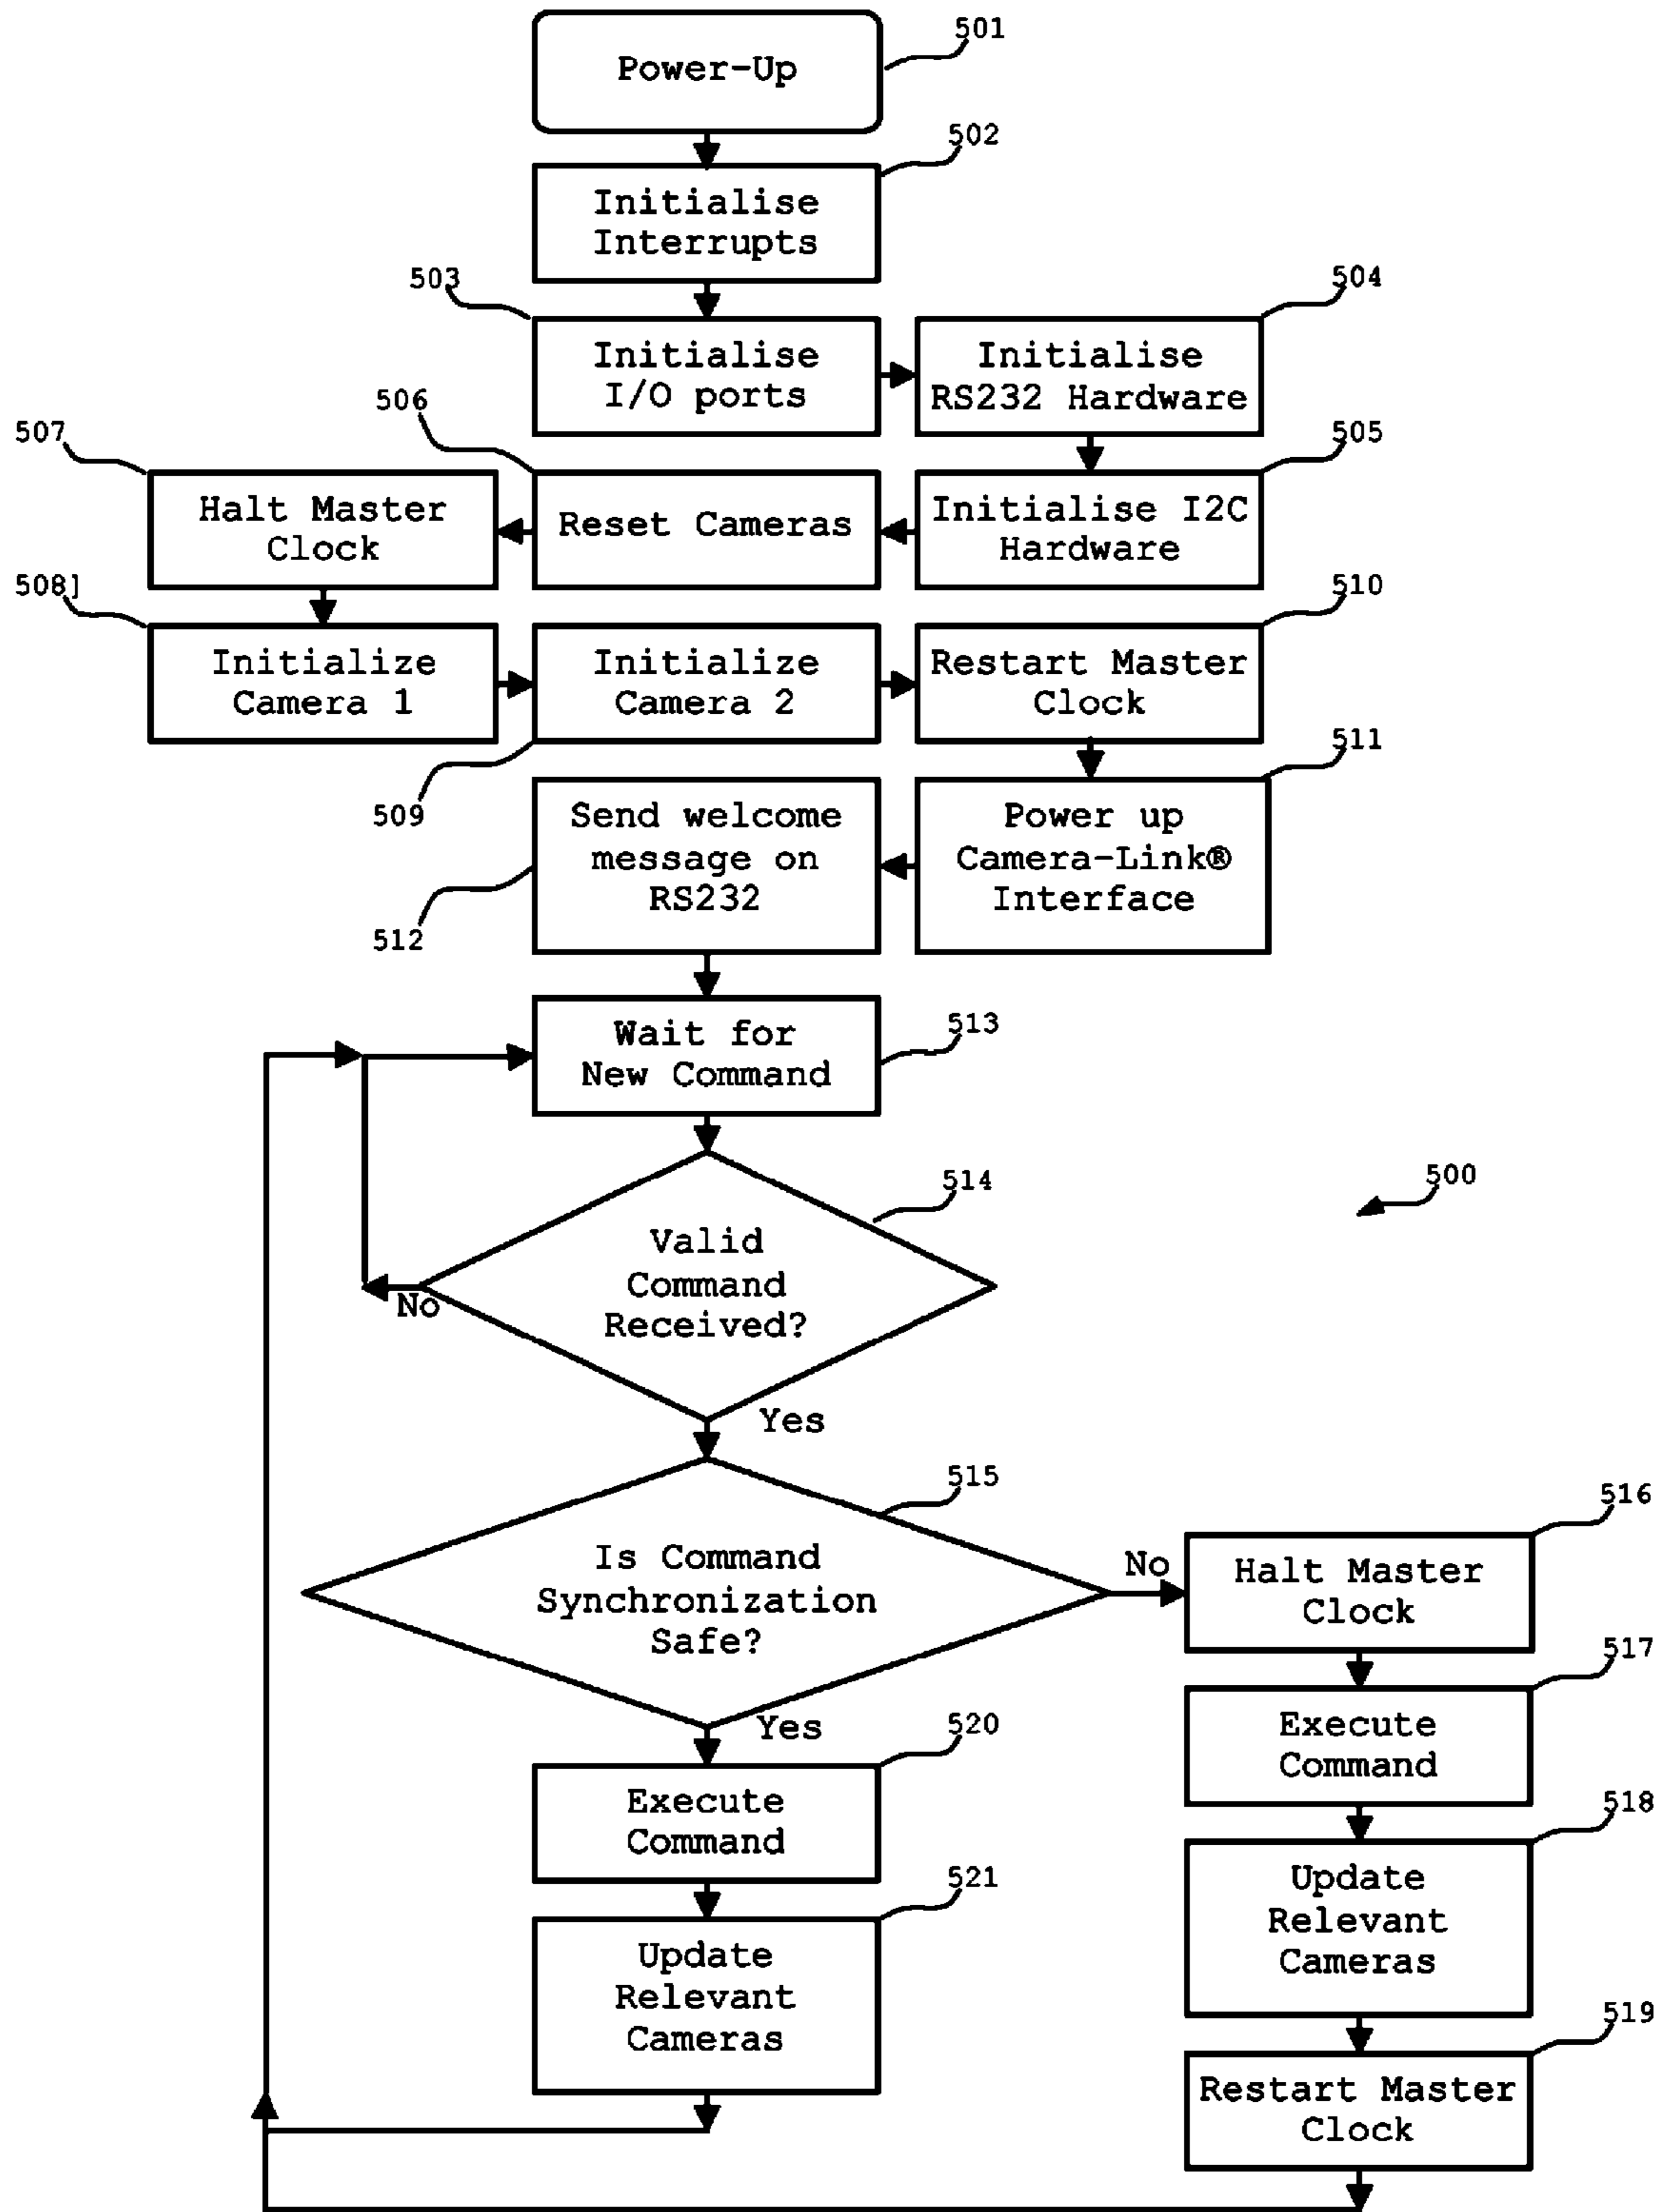 501
Power-Up
502
Initialise
Interrupts
503
504
Initialise
I/O ports
Initialise
RS232 Hardware
506
507
505
Halt Master
Clock
Reset Cameras
Initialise I2C
Hardware
508]
510
Initialize
Camera 1
Initialize
Camera 2
Restart Master
Clock
511
509
Send welcome
message on
RS232
Power up
Camera-Link®
Interface
512
Wait for
New Command
513
514
500
Valid
Command
Received?
No
Yes
515
516
Is Command
Synchronization
Safe?
No
Halt Master
Clock
517
Yes
520
Execute
Command
Execute
Command
518
521
Update
Relevant
Cameras
Update
Relevant
Cameras
519
Restart Master
Clock